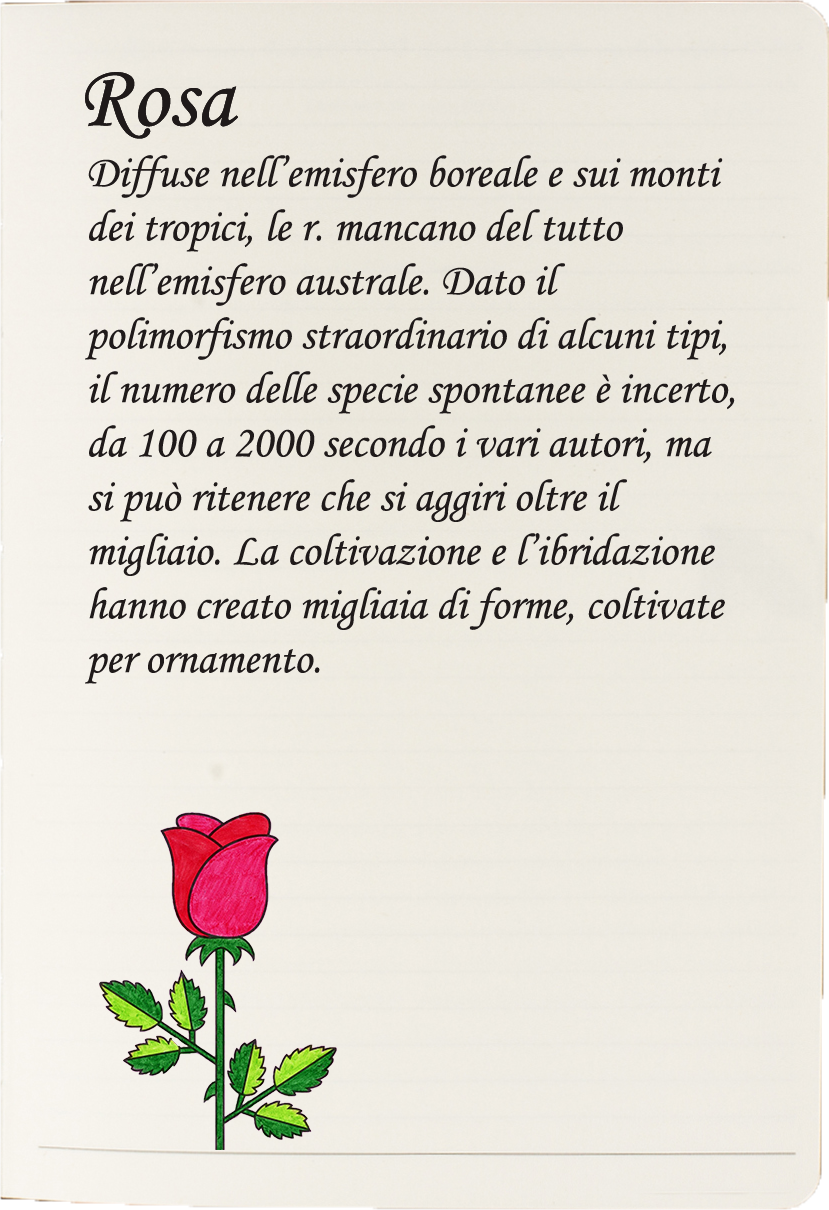 Rosa
Diffuse nell’emisfero boreale e sui monti
dei tropici, le r. mancano del tutto
nell’emisfero australe. Dato il
polimorfismo straordinario di alcuni tipi,
il numero delle specie spontanee è incerto,
da 100 a 2000 secondo i vari autori, ma
si può ritenere che si aggiri oltre il
migliaio. La coltivazione e l’ibridazione
hanno creato migliaia di forme, coltivate
per ornamento.